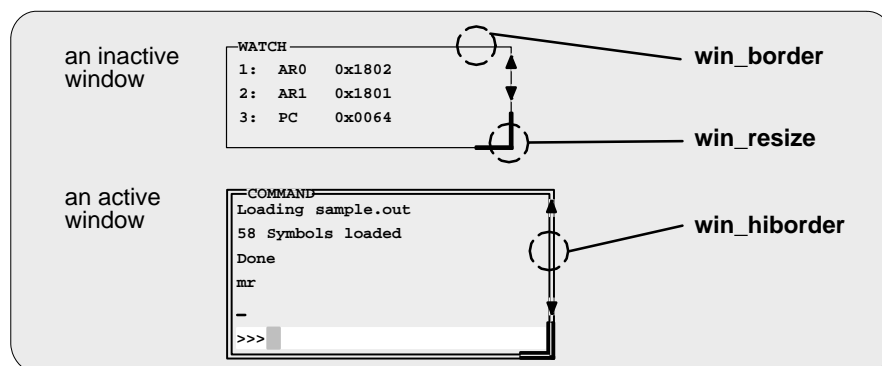 an inactive
window
WATCH
1: AR0 0x1802
2: AR1 0x1801
3: PC 0x0064
win_border
win_resize
an active
window
COMMAND
Loading sample.out
58 Symbols loaded
Done
mr
_
>>>
win_hiborder